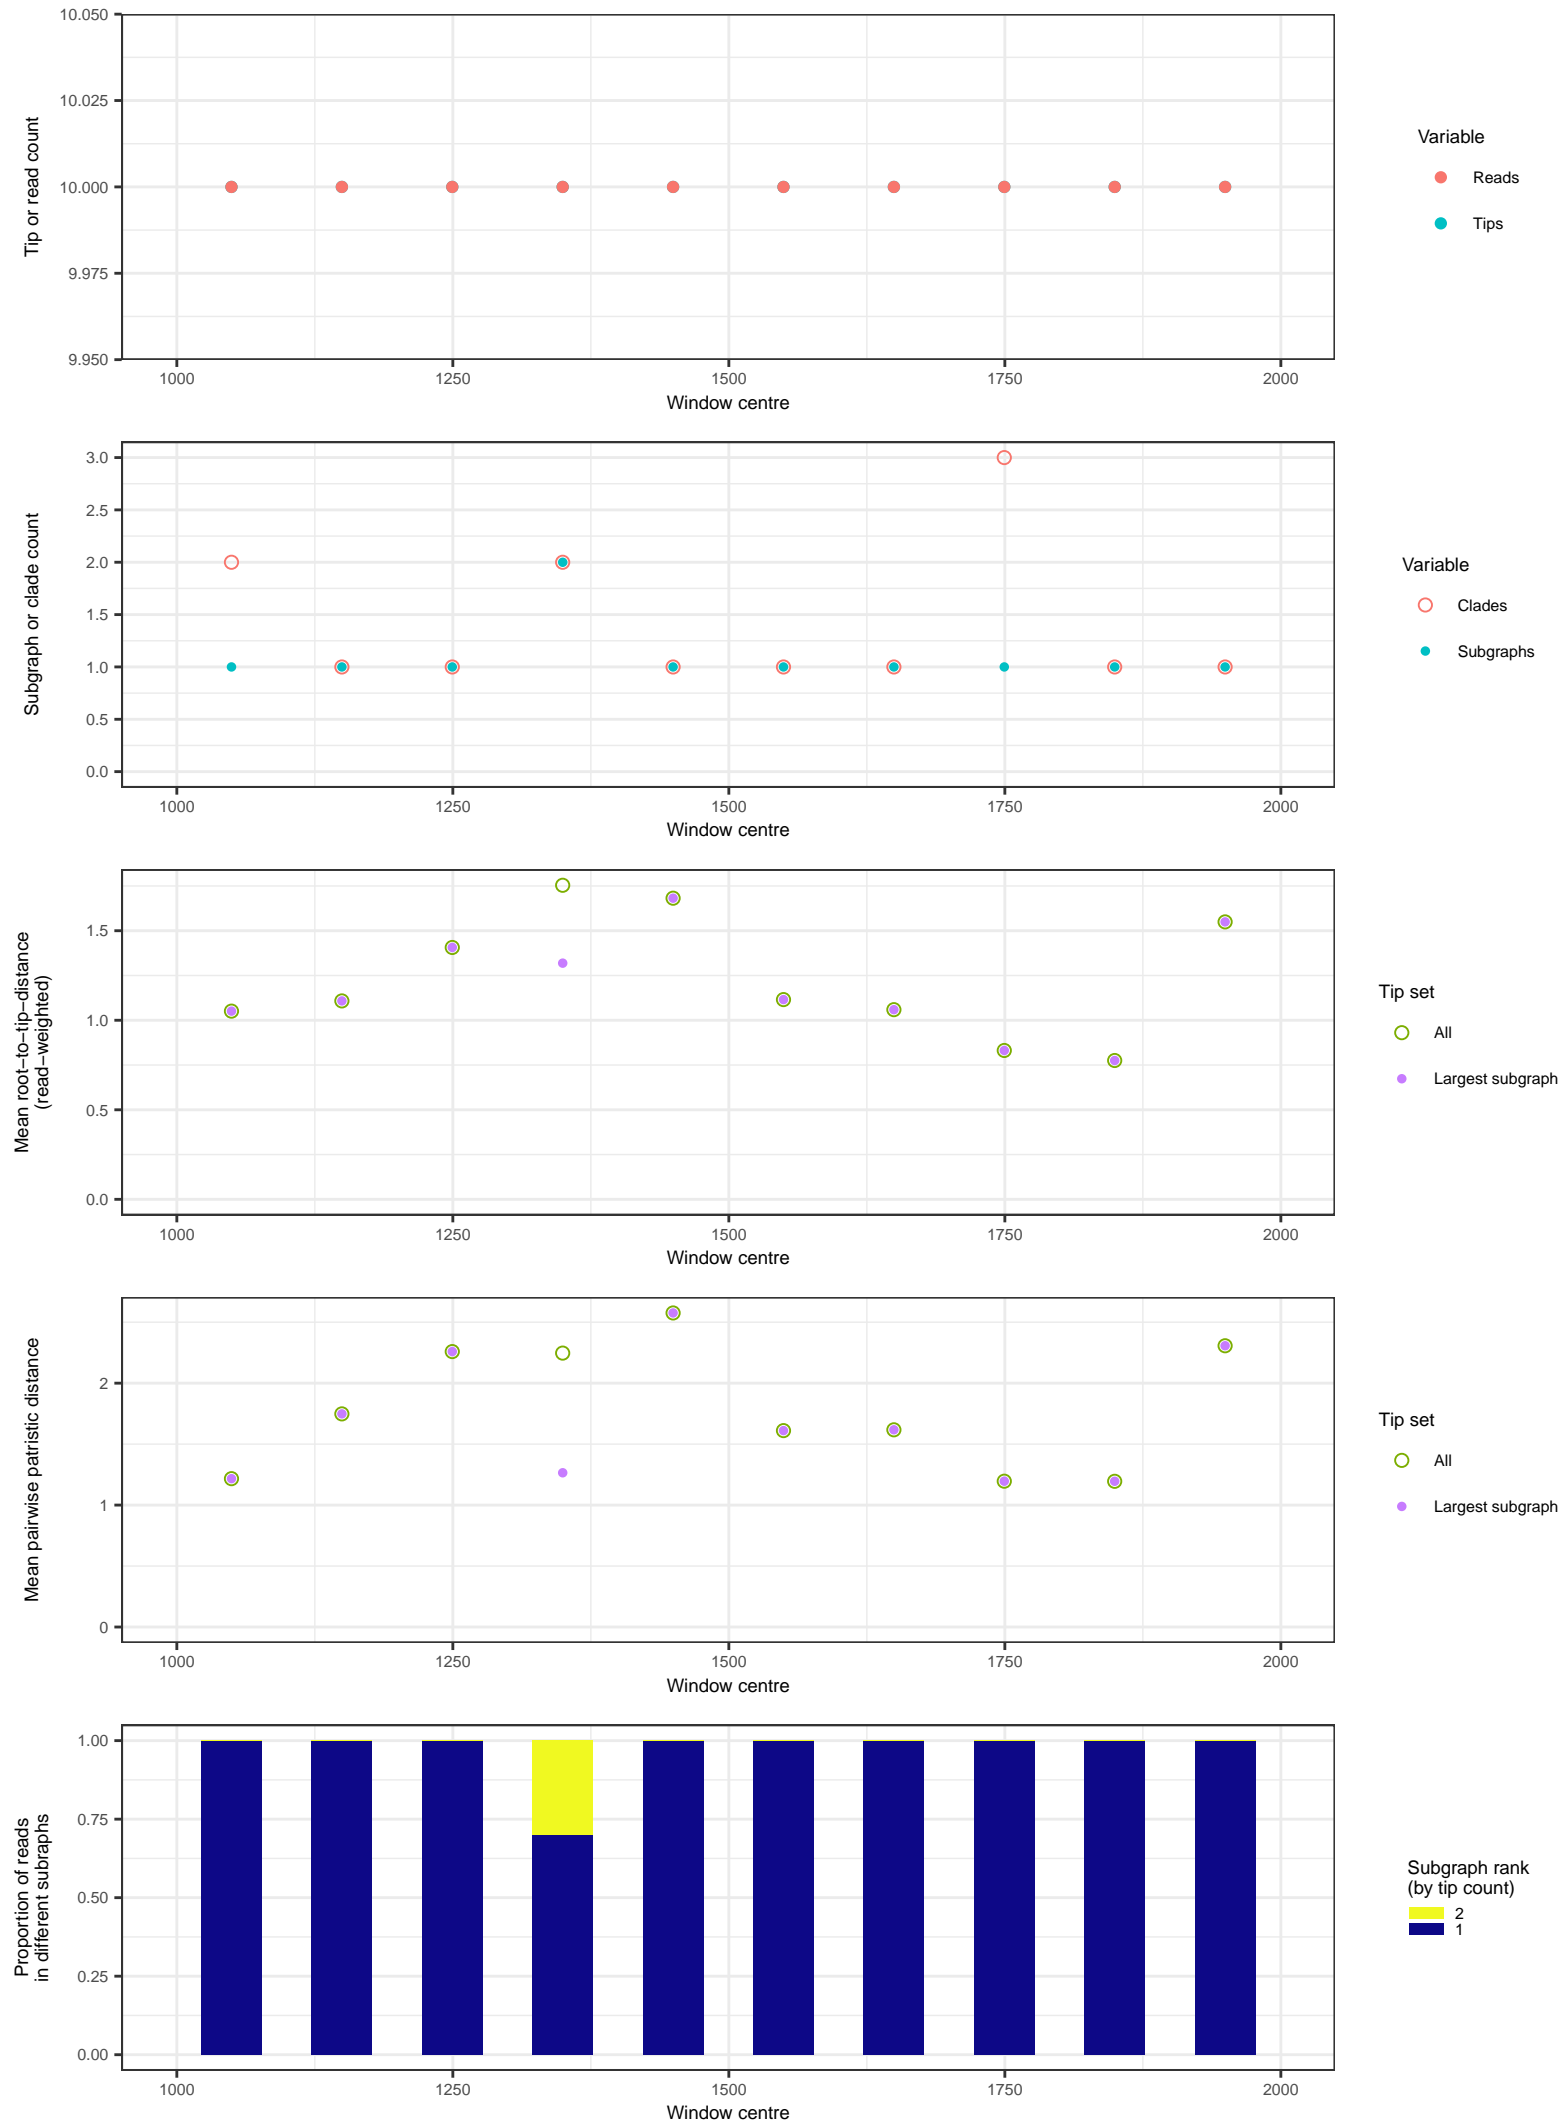 10.050
10.025
10.000
9.975
9.950
Tip or read count
1000 1250 1500 1750 2000
Window centre
Variable
Reads
Tips
3.0
2.5
2.0
1.5
1.0
0.5
0.0
Subgraph or clade count
1000 1250 1500 1750 2000
Window centre
Variable
Clades
Subgraphs
1.5
1.0
0.5
0.0
Mean root−to−tip−distance
(read−weighted)
1000 1250 1500 1750 2000
Window centre
Tip set
All
Largest subgraph
2
1
0
Mean pairwise patristic distance
1000 1250 1500 1750 2000
Window centre
Tip set
All
Largest subgraph
1.00
0.75
0.50
0.25
0.00
Proportion of reads
in different subraphs
1000 1250 1500 1750 2000
Window centre
Subgraph rank
(by tip count)
2
1